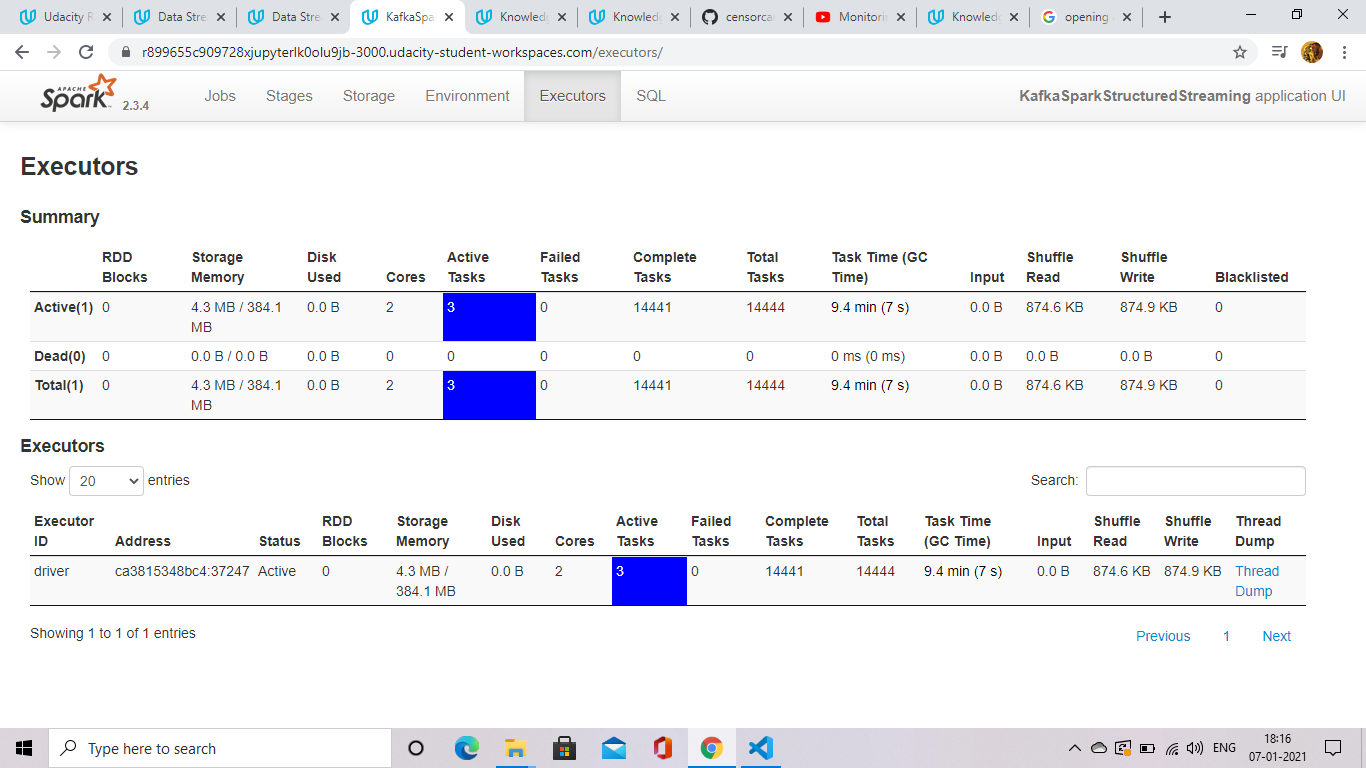 Udacity R
Data Stre
Data Stre
KafkaSpa
Knowledg
Knowled
censorcar
Monitorin
Knowledg
opening
r899655c909728xjupyterlk0olu9jb-3000.udacity-student-workspaces.com/executors/
APACHE Spark 2.3.4 Jobs Stages Storage Environment Executors SQL KafkaSparkStructuredStreaming application UI
Executors
Summary
RDD Blocks Storage Memory Disk Used Cores Active Tasks Failed Tasks Complete Tasks Total Tasks Task Time (GC Time) Input Shuffle Read Shuffle Write Blacklisted
Active(1) 0 4.3 MB / 384.1 MB 0.0 B 2 3 0 14441 14444 9.4 min (7 s) 0.0 B 874.6 KB 874.9 KB 0
Dead(0) 0 0.0 B / 0.0 B 0.0 B 0 0 0 0 0 0 ms (0 ms) 0.0 B 0.0 B 0.0 B 0
Total(1) 0 4.3 MB / 384.1 MB 0.0 B 2 3 0 14441 14444 9.4 min (7 s) 0.0 B 874.6 KB 874.9 KB 0
Executors
Show 20 entries Search:
Executor ID Address Status RDD Blocks Storage Memory Disk Used Cores Active Tasks Failed Tasks Complete Tasks Total Tasks Task Time (GC Time) Input Shuffle Read Shuffle Write Thread Dump
driver ca3815348bc4:37247 Active 0 4.3 MB / 384.1 MB 0.0 B 2 3 0 14441 14444 9.4 min (7 s) 0.0 B 874.6 KB 874.9 KB Thread Dump
Showing 1 to 1 of 1 entries Previous 1 Next
Type here to search
ENG
18:16
07-01-2021